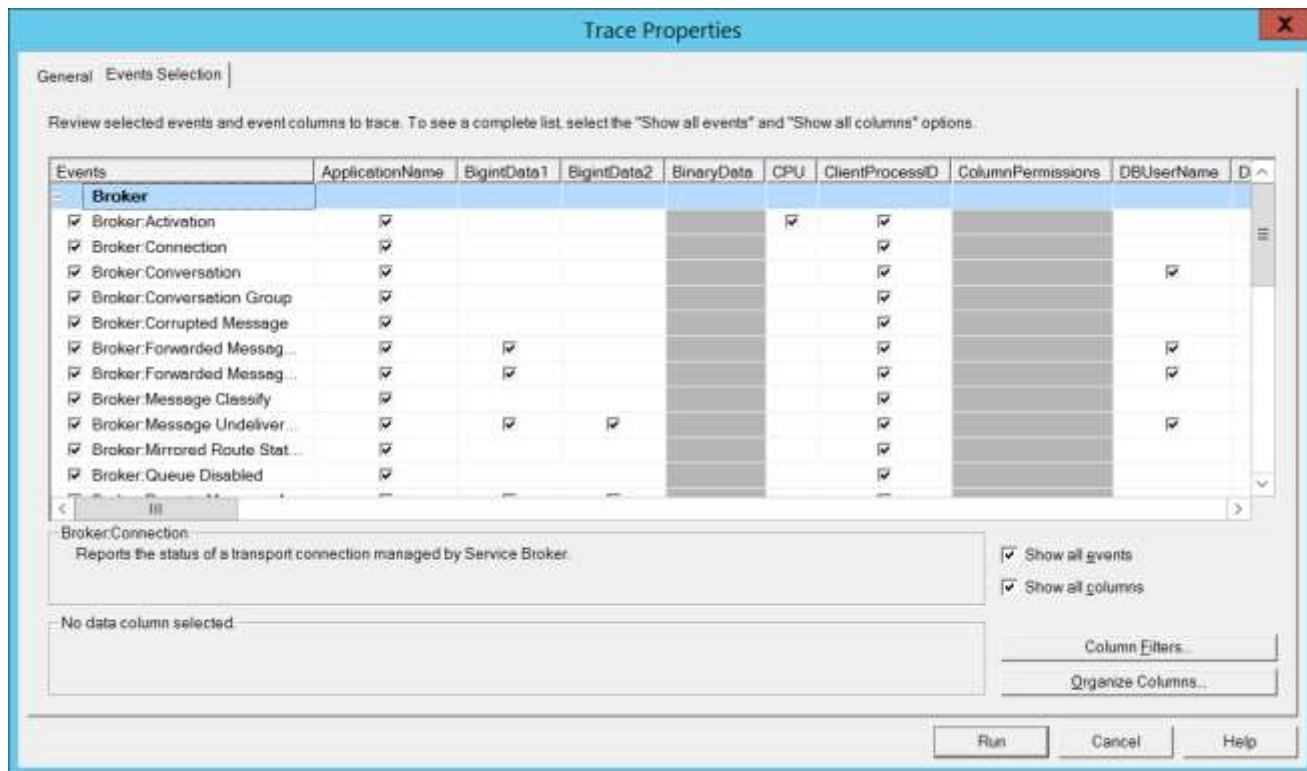 Trace Properties
X
General Events Selection
Review selected events and event columns to trace. To see a complete list, select the "Show all events" and "Show all columns" options.
Events ApplicationName BigintData1 BigintData2 BinaryData CPU ClientProcessID ColumnPermissions DBUserName D
Broker
Broker:Activation
Broker:Connection
Broker:Conversation
Broker:Conversation Group
Broker:Corrupted Message
Broker:Forwarded Messag...
Broker:Forwarded Messag...
Broker:Message Classify
Broker:Message Undeliver...
Broker:Mirrored Route Stat...
Broker:Queue Disabled
Broker:Connection
Reports the status of a transport connection managed by Service Broker.
Show all events
Show all columns
No data column selected.
Column Filters...
Organize Columns...
Run Cancel Help